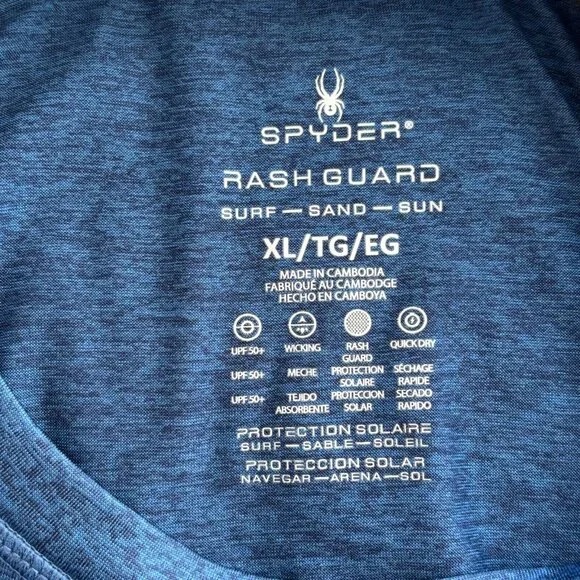 SPYDER®
RASH GUARD
SURF — SAND — SUN
XL/TG/EG
MADE IN CAMBODIA
FABRIQUÉ AU CAMBODGE
HECHO EN CAMBOYA
UPF 50+ WICKING RASH GUARD QUICK DRY
UPF 50+ MECHE PROTECTION SOLAIRE SÉCHAGE RAPIDE
UPF 50+ TEJIDO ABSORBENTE PROTECCION SOLAR SECADO RAPIDO
PROTECTION SOLAIRE
SURF — SABLE — SOLEIL
PROTECCION SOLAR
NAVEGAR — ARENA — SOL